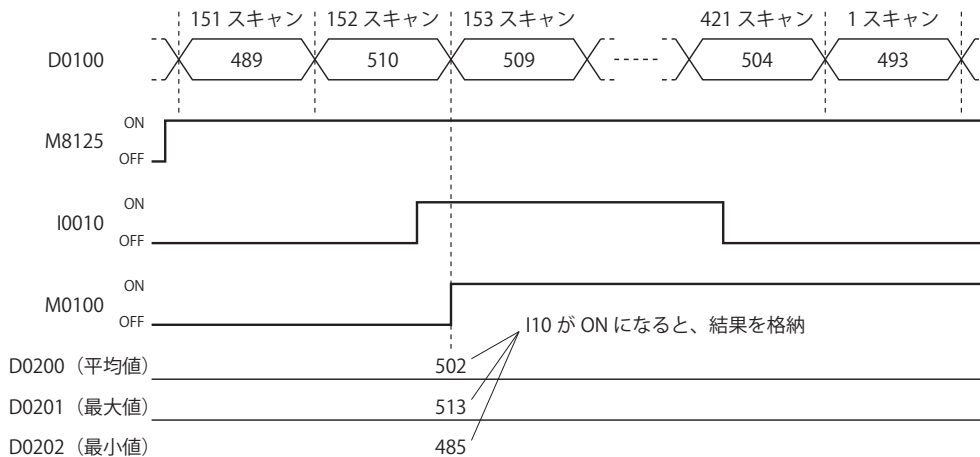 151 スキャン 152 スキャン 153 スキャン 421 スキャン 1 スキャン
D0100 489 510 509 504 493
ON
M8125
OFF
ON
I0010
OFF
ON
M0100
OFF
I10 が ON になると、結果を格納
D0200（平均値） 502
D0201（最大値） 513
D0202（最小値） 485